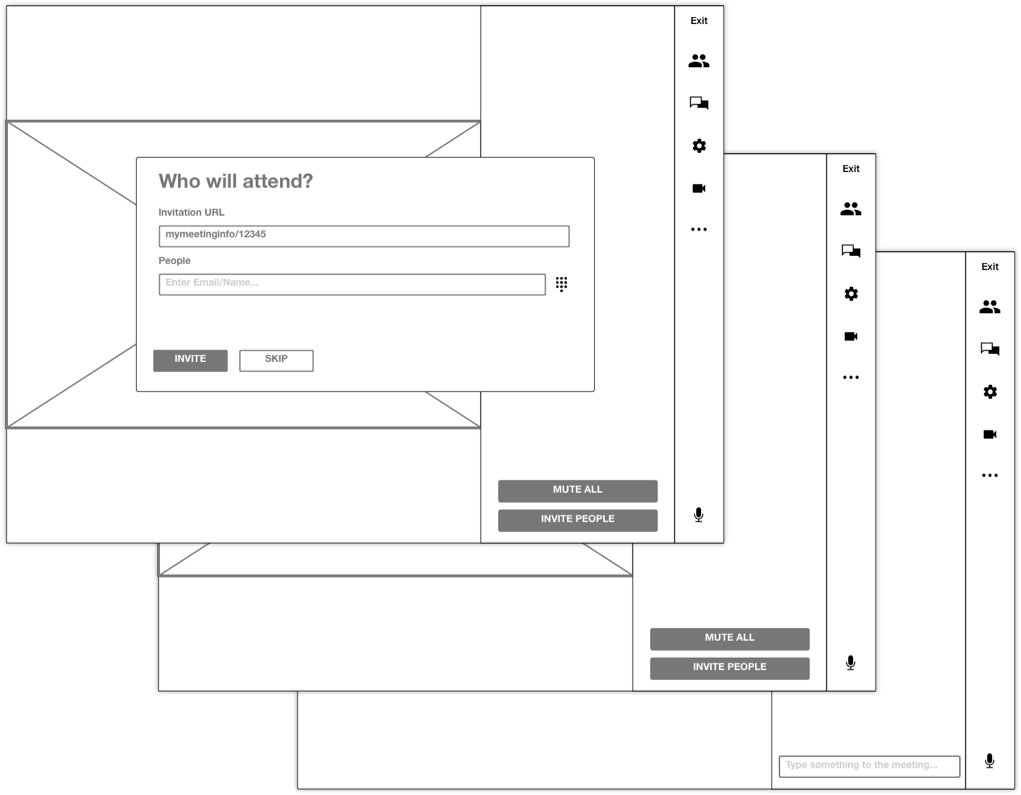 Exit
Who will attend?
Invitation URL
mymeetinginfo/12345
People
Enter Email/Name...
INVITE
SKIP
MUTE ALL
INVITE PEOPLE
Exit
MUTE ALL
INVITE PEOPLE
Exit
Type something to the meeting...